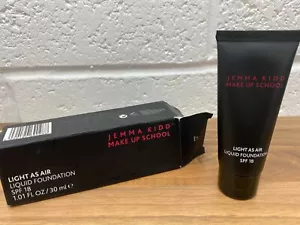 JEMMA KIDD
MAKE UP SCHOOL
LIGHT AS AIR
LIQUID FOUNDATION
SPF 18
1.01 FL OZ / 30 ml e
JEMMA KIDD
MAKE UP SCHOOL
LIGHT AS AIR
LIQUID FOUNDATION
SPF 18